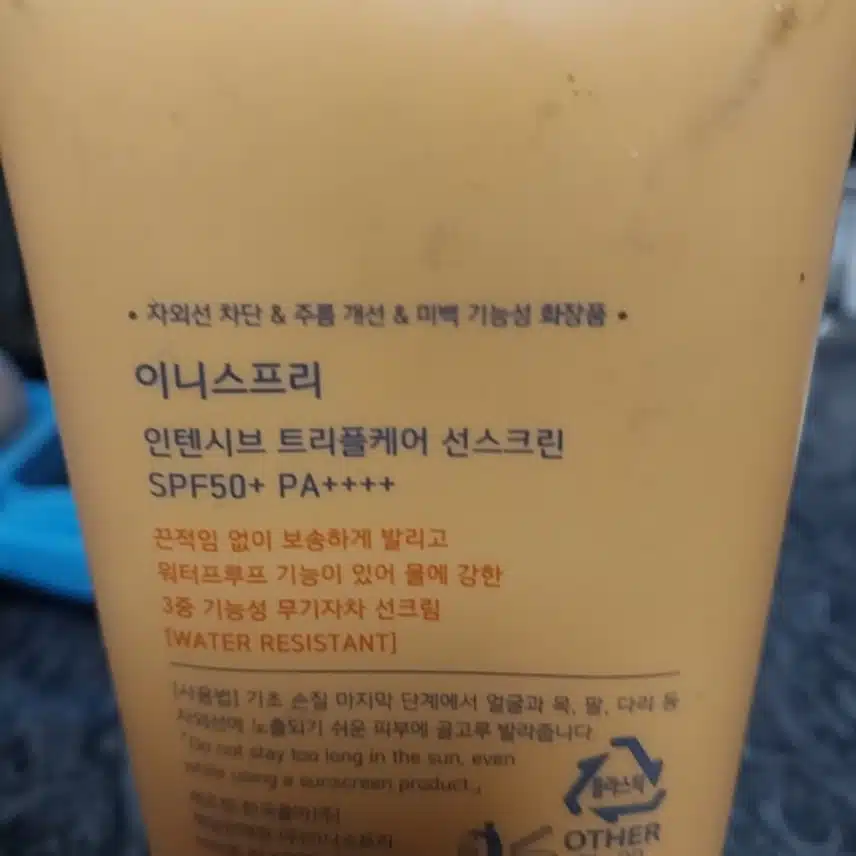 • 자외선 차단 & 주름 개선 & 미백 기능성 화장품 •
이니스프리
인텐시브 트리플케어 선스크린
SPF50+ PA++++
끈적임 없이 보송하게 발리고
워터프루프 기능이 있어 물에 강한
3중 기능성 무기자차 선크림
[WATER RESISTANT]
[사용법] 기초 손질 마지막 단계에서 얼굴과 목, 팔, 다리 등
자외선에 노출되기 쉬운 피부에 골고루 발라줍니다
「Do not stay too long in the sun, even
while using a sunscreen product.」
플라스틱
OTHER